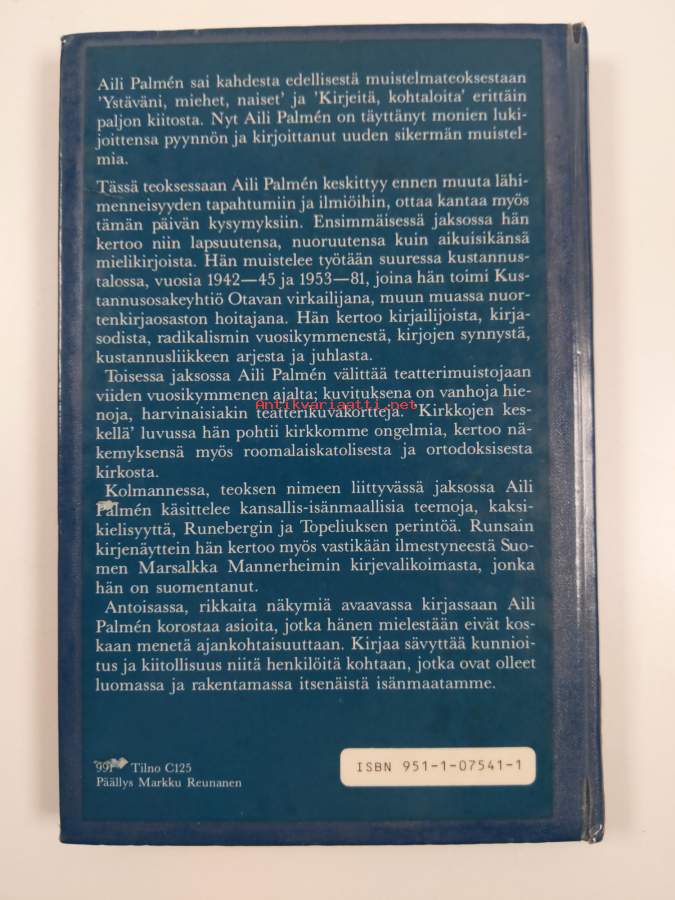 Aili Palmén sai kahdesta edellisestä muistelmateoksestaan
'Ystäväni, miehet, naiset' ja 'Kirjeitä, kohtaloita' erittäin
paljon kiitosta. Nyt Aili Palmén on täyttänyt monien luki-
joittensa pyynnön ja kirjoittanut uuden sikermän muistel-
mia.
Tässä teoksessaan Aili Palmén keskittyy ennen muuta lähi-
menneisyyden tapahtumiin ja ilmiöihin, ottaa kantaa myös
tämän päivän kysymyksiin. Ensimmäisessä jaksossa hän
kertoo niin lapsuutensa, nuoruutensa kuin aikuisikänsä
mielikirjoista. Hän muistelee työtään suuressa kustannus-
talossa, vuosia 1942—45 ja 1953—81, joina hän toimi Kus-
tannusosakeyhtiö Otavan virkailijana, muun muassa nuor-
tenkirjaosaston hoitajana. Hän kertoo kirjailijoista, kirja-
sodista, radikalismin vuosikymmenestä, kirjojen synnystä,
kustannusliikkeen arjesta ja juhlasta.
Toisessa jaksossa Aili Palmén välittää teatterimuistojaan
viiden vuosikymmenen ajalta; kuvituksena on vanhoja hie-
Antikvariaatti.net
noja, harvinaisiakin teatterikuvakortteja. 'Kirkkojen kes-
kellä' luvussa hän pohtii kirkkomme ongelmia, kertoo nä-
kemyksensä myös roomalaiskatolisesta ja ortodoksisesta
kirkosta.
Kolmannessa, teoksen nimeen liittyvässä jaksossa Aili
Palmén käsittelee kansallis-isänmaallisia teemoja, kaksi-
kielisyyttä, Runebergin ja Topeliuksen perintöä. Runsain
kirjenäyttein hän kertoo myös vastikään ilmestyneestä Suo-
men Marsalkka Mannerheimin kirjevalikoimasta, jonka
hän on suomentanut.
Antoisassa, rikkaita näkymiä avaavassa kirjassaan Aili
Palmén korostaa asioita, jotka hänen mielestään eivät kos-
kaan menetä ajankohtaisuuttaan. Kirjaa sävyttää kunnioi-
tus ja kiitollisuus niitä henkilöitä kohtaan, jotka ovat olleet
luomassa ja rakentamassa itsenäistä isänmaatamme.
Tilno C125
Päällys Markku Reunanen
ISBN 951-1-07541-1